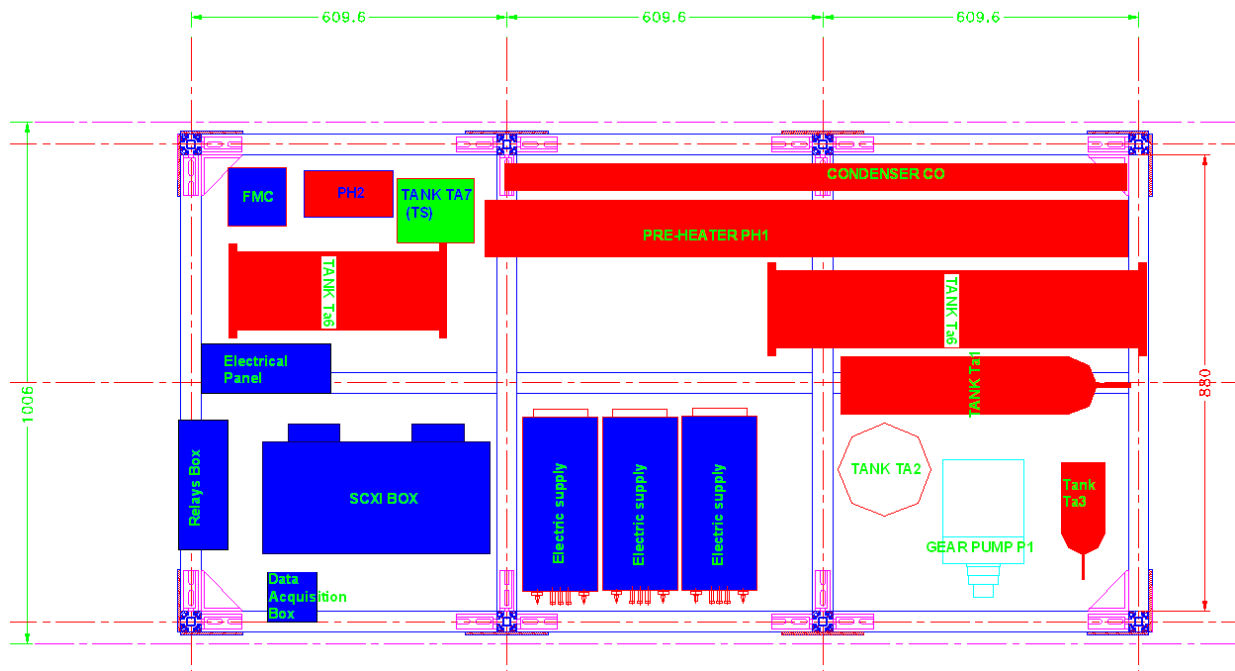 609.6
609.6
609.6
CONDENSER CO
FMC
PH2
TANK TA7
(TS)
PRE-HEATER PH1
TANK Ta6
TANK Ta6
Electrical
Panel
TANK Ta1
1006
880
Relays Box
SCXI BOX
Electric supply
Electric supply
Electric supply
TANK TA2
Tank
Ta3
GEAR PUMP P1
Data
Acquisition
Box